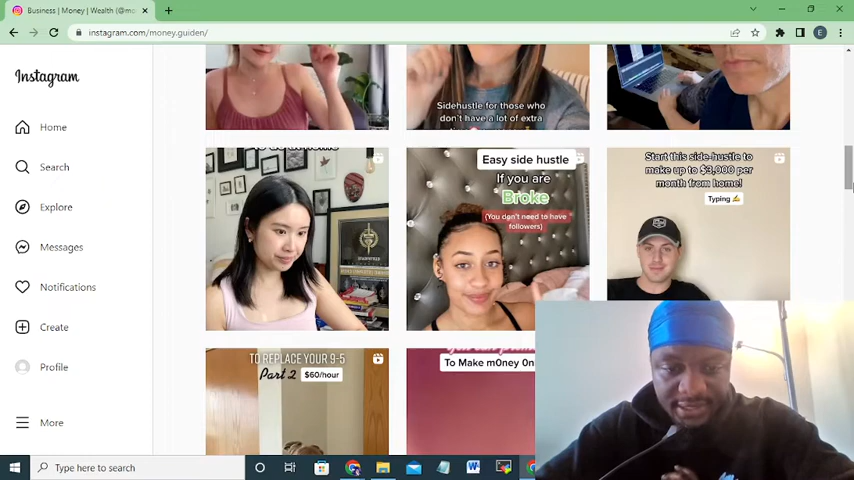 Business | Money | Wealth (@mo
instagram.com/money.guiden/
E
Instagram
Home
Search
Explore
Messages
Notifications
Create
Profile
More
Sidehustle for those who
don't have a lot of extra
Easy side hustle
If you are
Broke
(You don't need to have
followers)
Start this side-hustle to
make up to $3,000 per
month from home!
Typing ✍
TO REPLACE YOUR 9-5
Part 2
$60/hour
To Make m0ney 0n
Type here to search